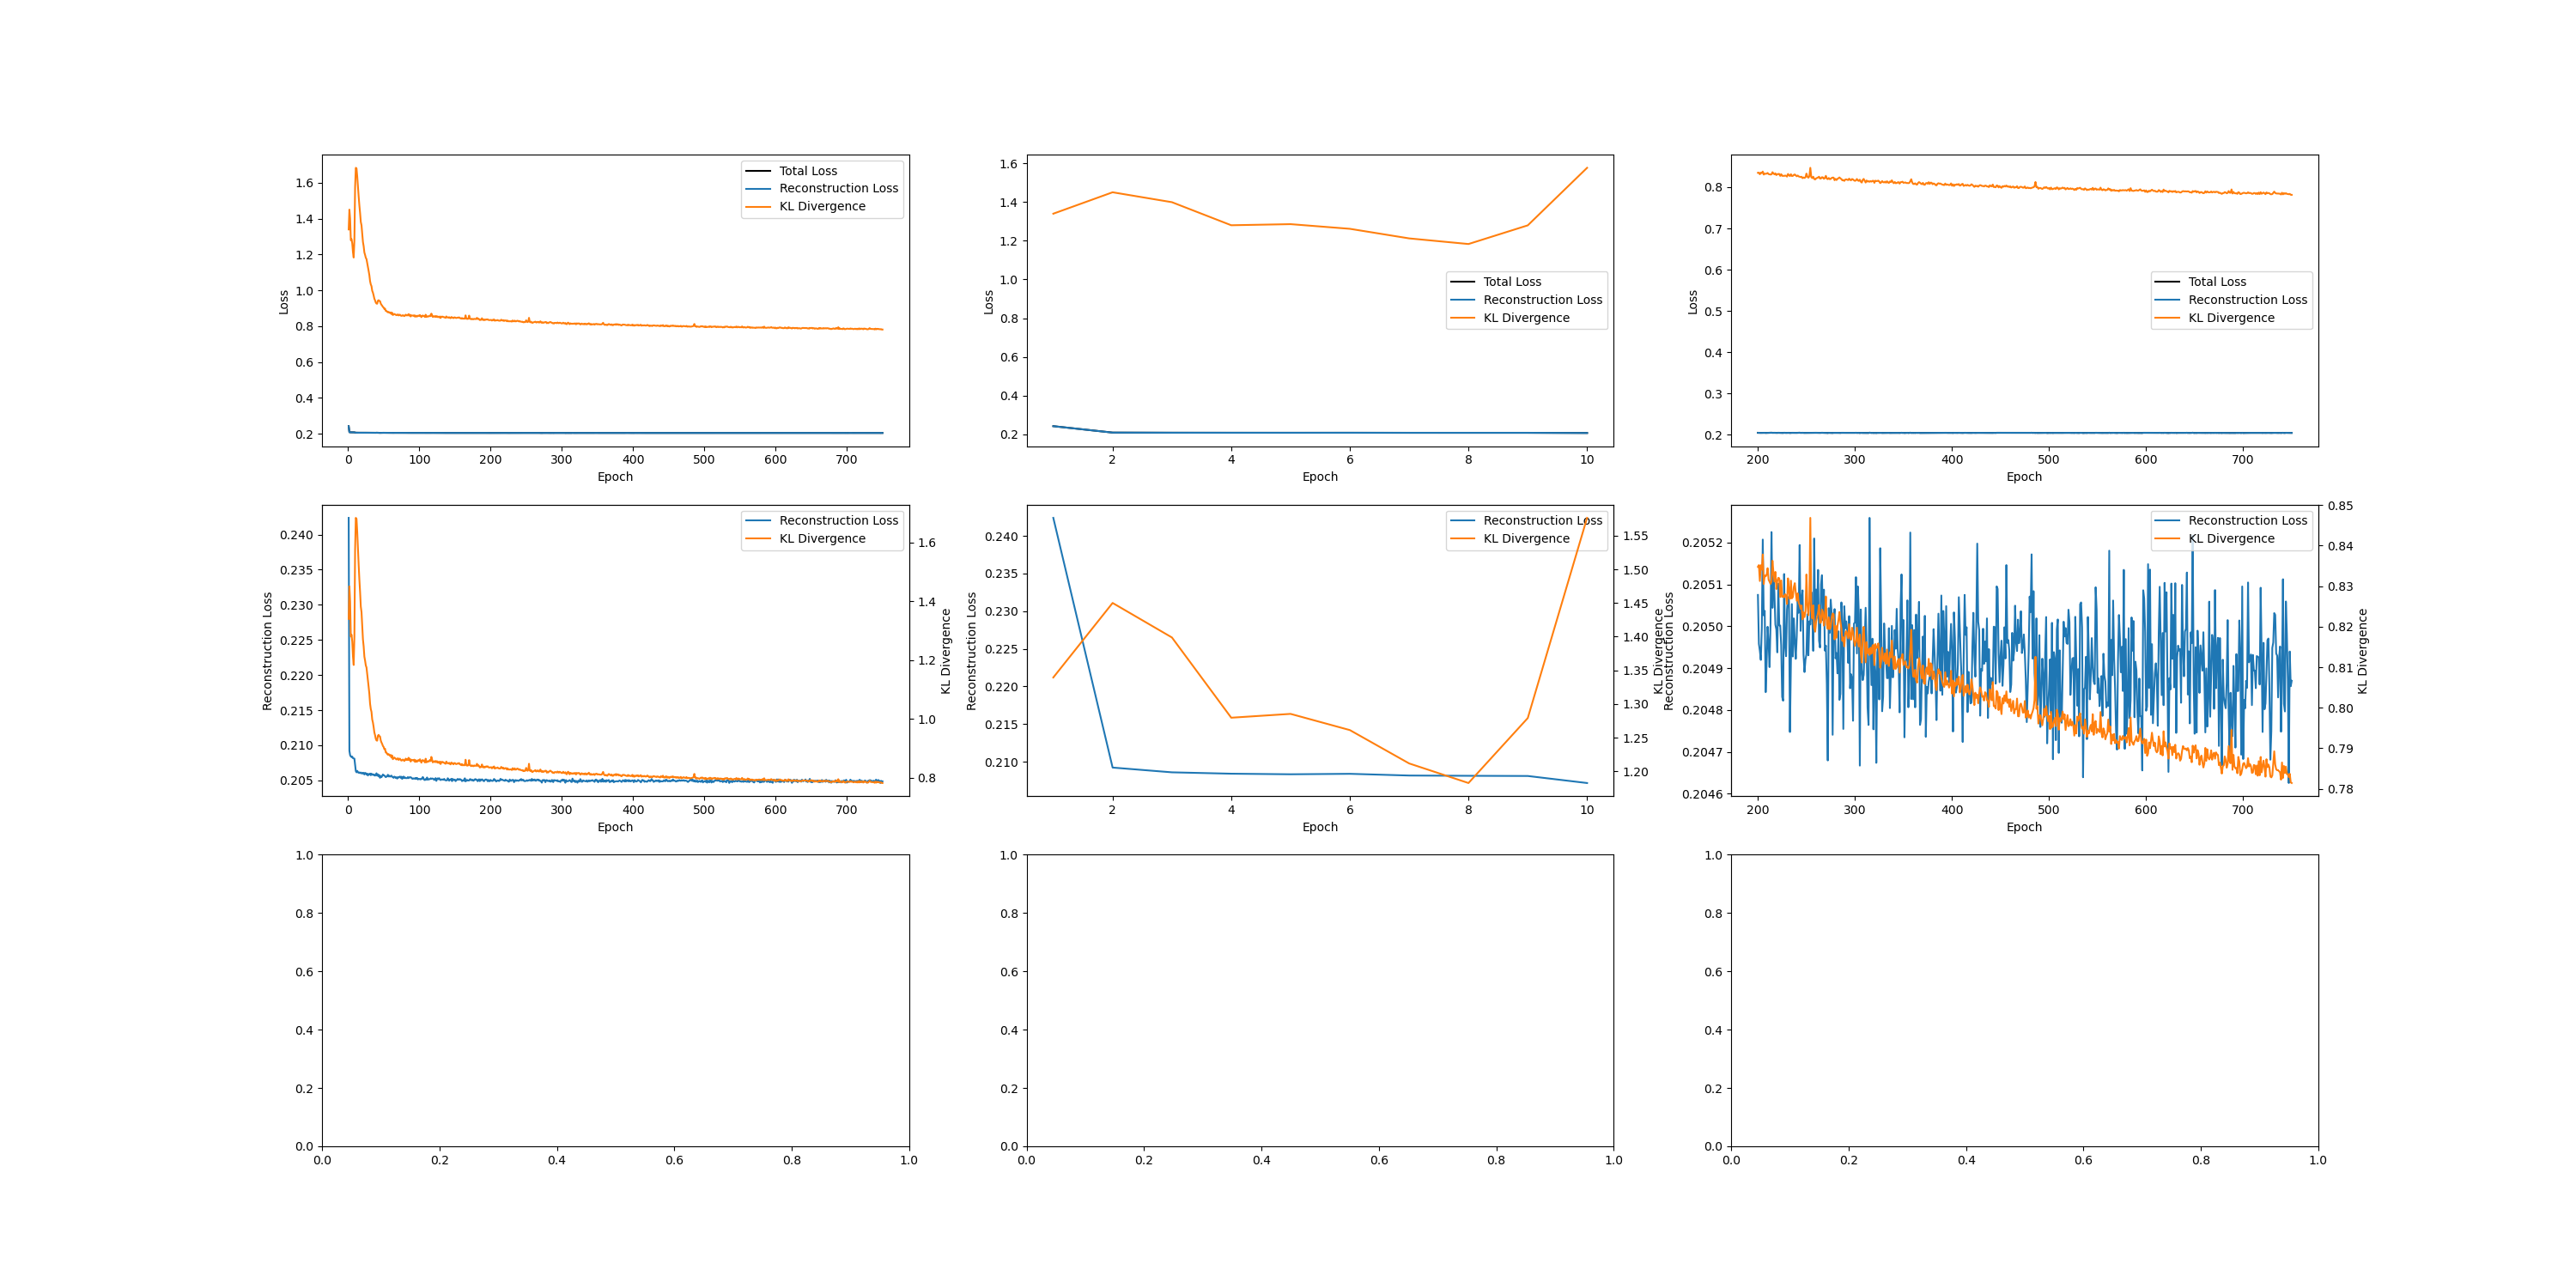 Total Loss
Reconstruction Loss
KL Divergence
1.6
1.4
1.2
1.0
0.8
0.6
0.4
0.2
Loss
0 100 200 300 400 500 600 700
Epoch
Total Loss
Reconstruction Loss
KL Divergence
1.6
1.4
1.2
1.0
0.8
0.6
0.4
0.2
Loss
2 4 6 8 10
Epoch
Total Loss
Reconstruction Loss
KL Divergence
0.8
0.7
0.6
0.5
0.4
0.3
0.2
Loss
200 300 400 500 600 700
Epoch
Reconstruction Loss
KL Divergence
0.240
0.235
0.230
0.225
0.220
0.215
0.210
0.205
Reconstruction Loss
1.6
1.4
1.2
1.0
0.8
KL Divergence
0 100 200 300 400 500 600 700
Epoch
Reconstruction Loss
KL Divergence
0.240
0.235
0.230
0.225
0.220
0.215
0.210
Reconstruction Loss
1.55
1.50
1.45
1.40
1.35
1.30
1.25
1.20
KL Divergence
2 4 6 8 10
Epoch
Reconstruction Loss
KL Divergence
0.2052
0.2051
0.2050
0.2049
0.2048
0.2047
0.2046
Reconstruction Loss
0.85
0.84
0.83
0.82
0.81
0.80
0.79
0.78
KL Divergence
200 300 400 500 600 700
Epoch
1.0
0.8
0.6
0.4
0.2
0.0
0.0 0.2 0.4 0.6 0.8 1.0
1.0
0.8
0.6
0.4
0.2
0.0
0.0 0.2 0.4 0.6 0.8 1.0
1.0
0.8
0.6
0.4
0.2
0.0
0.0 0.2 0.4 0.6 0.8 1.0